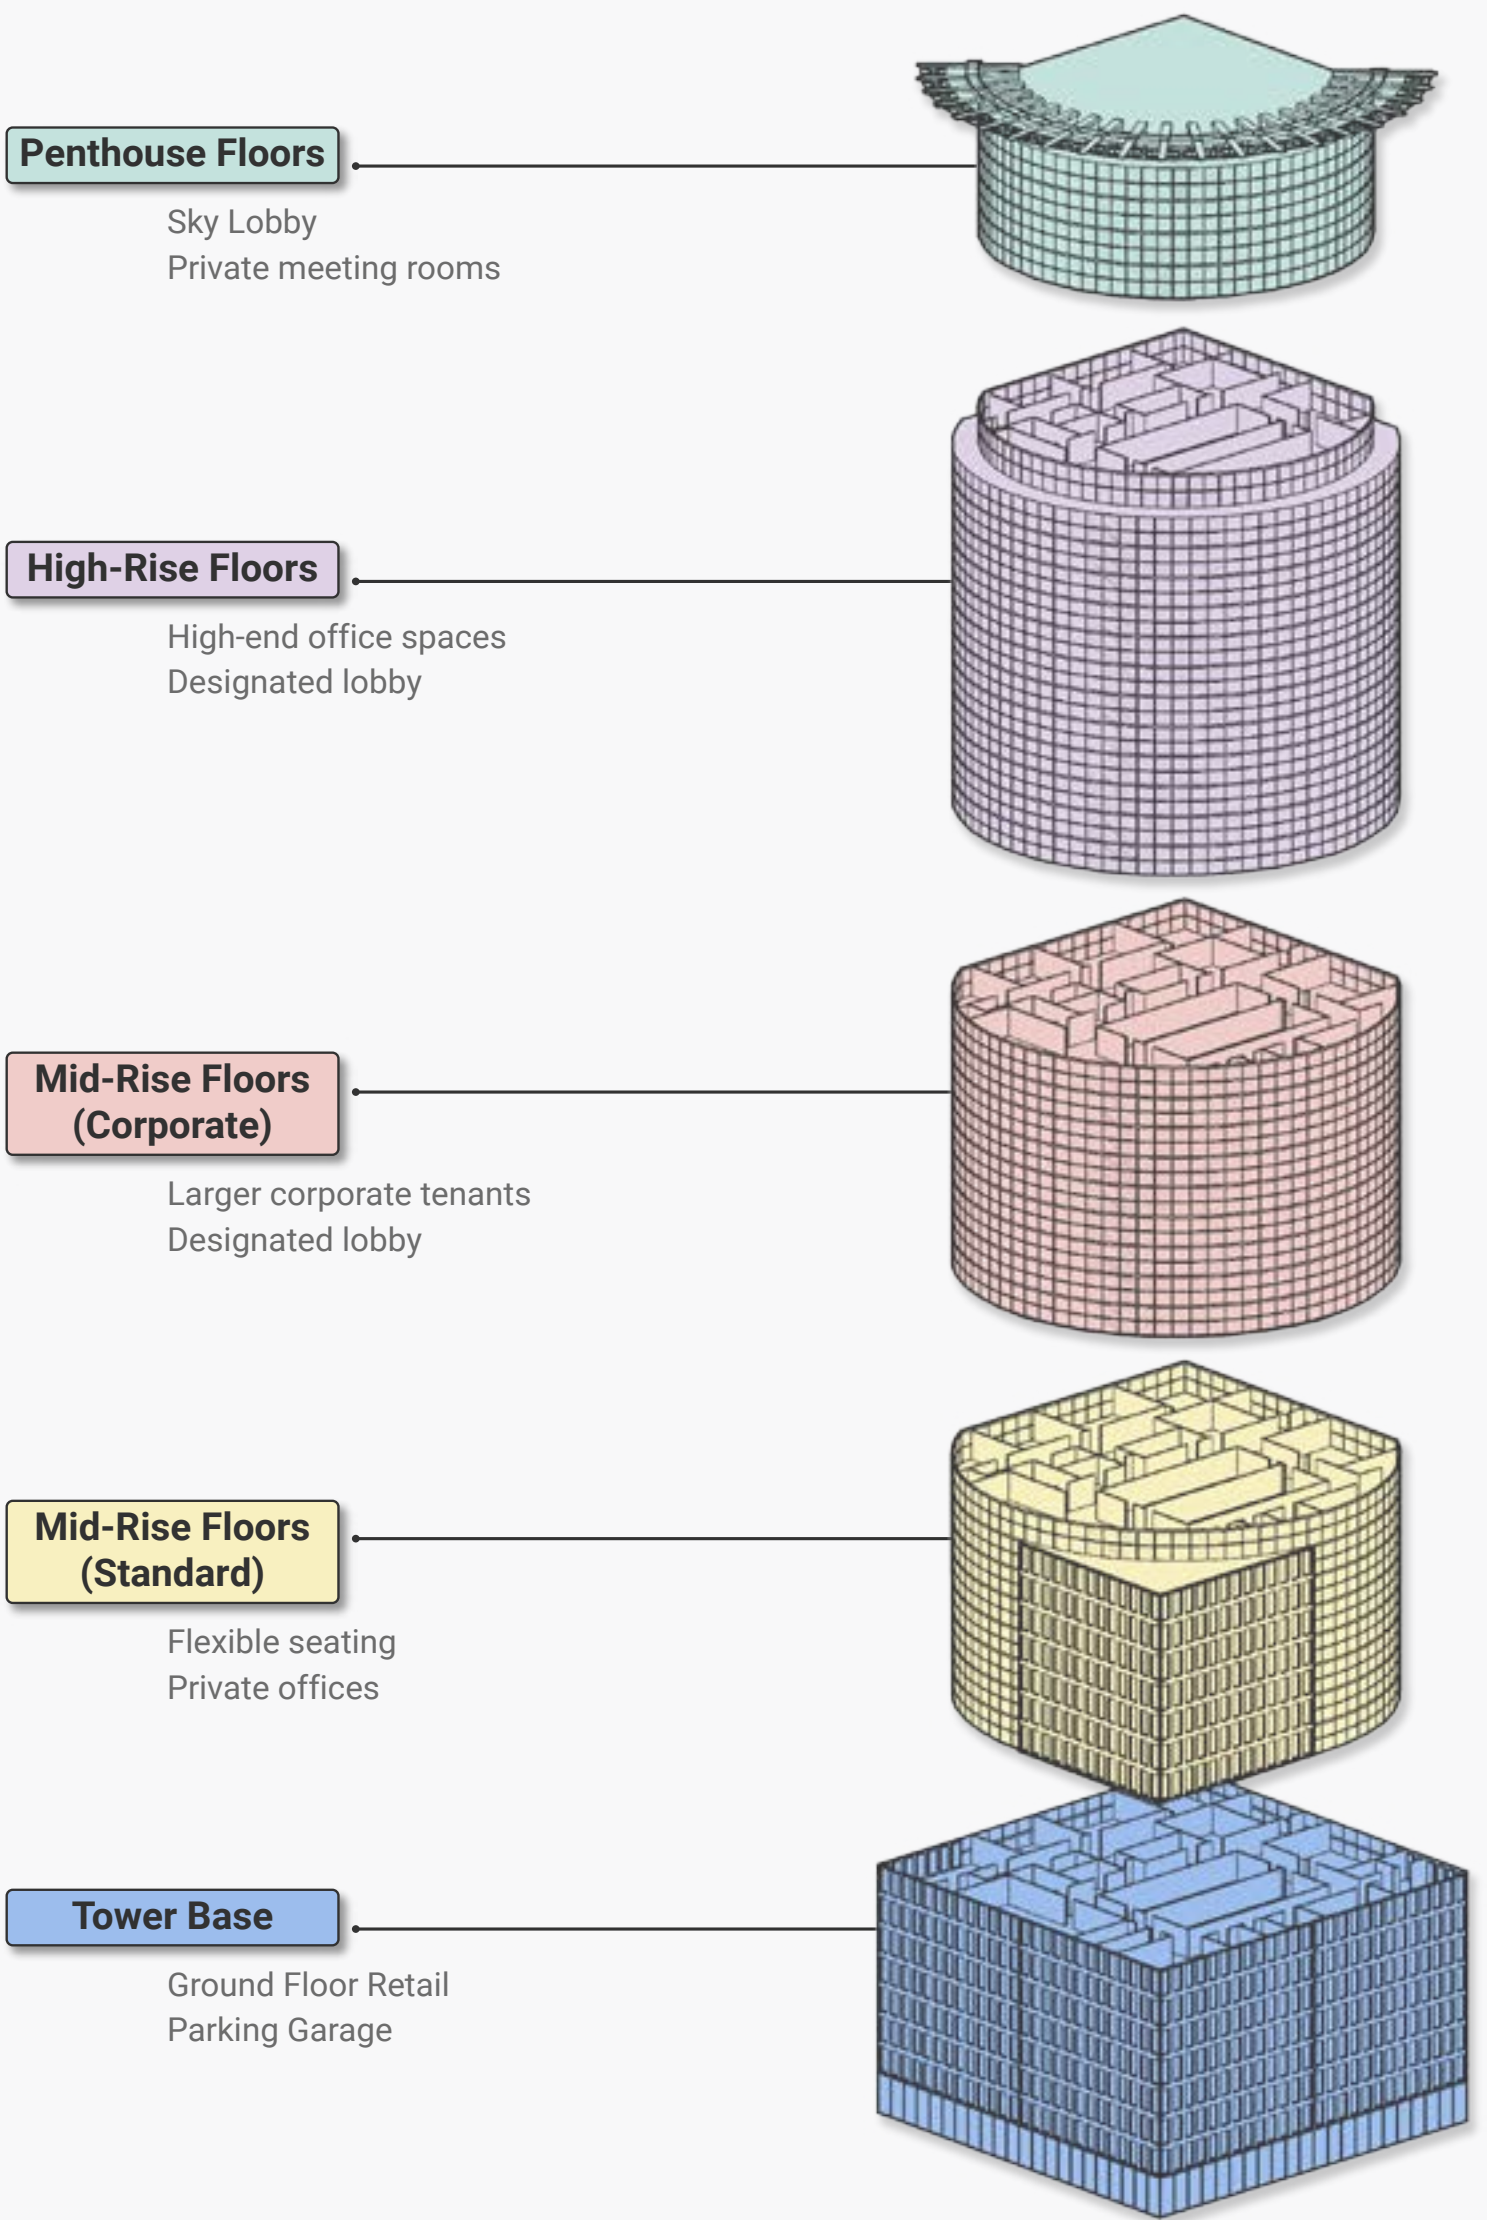 Penthouse Floors
Sky Lobby
Private meeting rooms
High-Rise Floors
High-end office spaces
Designated lobby
Mid-Rise Floors
(Corporate)
Larger corporate tenants
Designated lobby
Mid-Rise Floors
(Standard)
Flexible seating
Private offices
Tower Base
Ground Floor Retail
Parking Garage